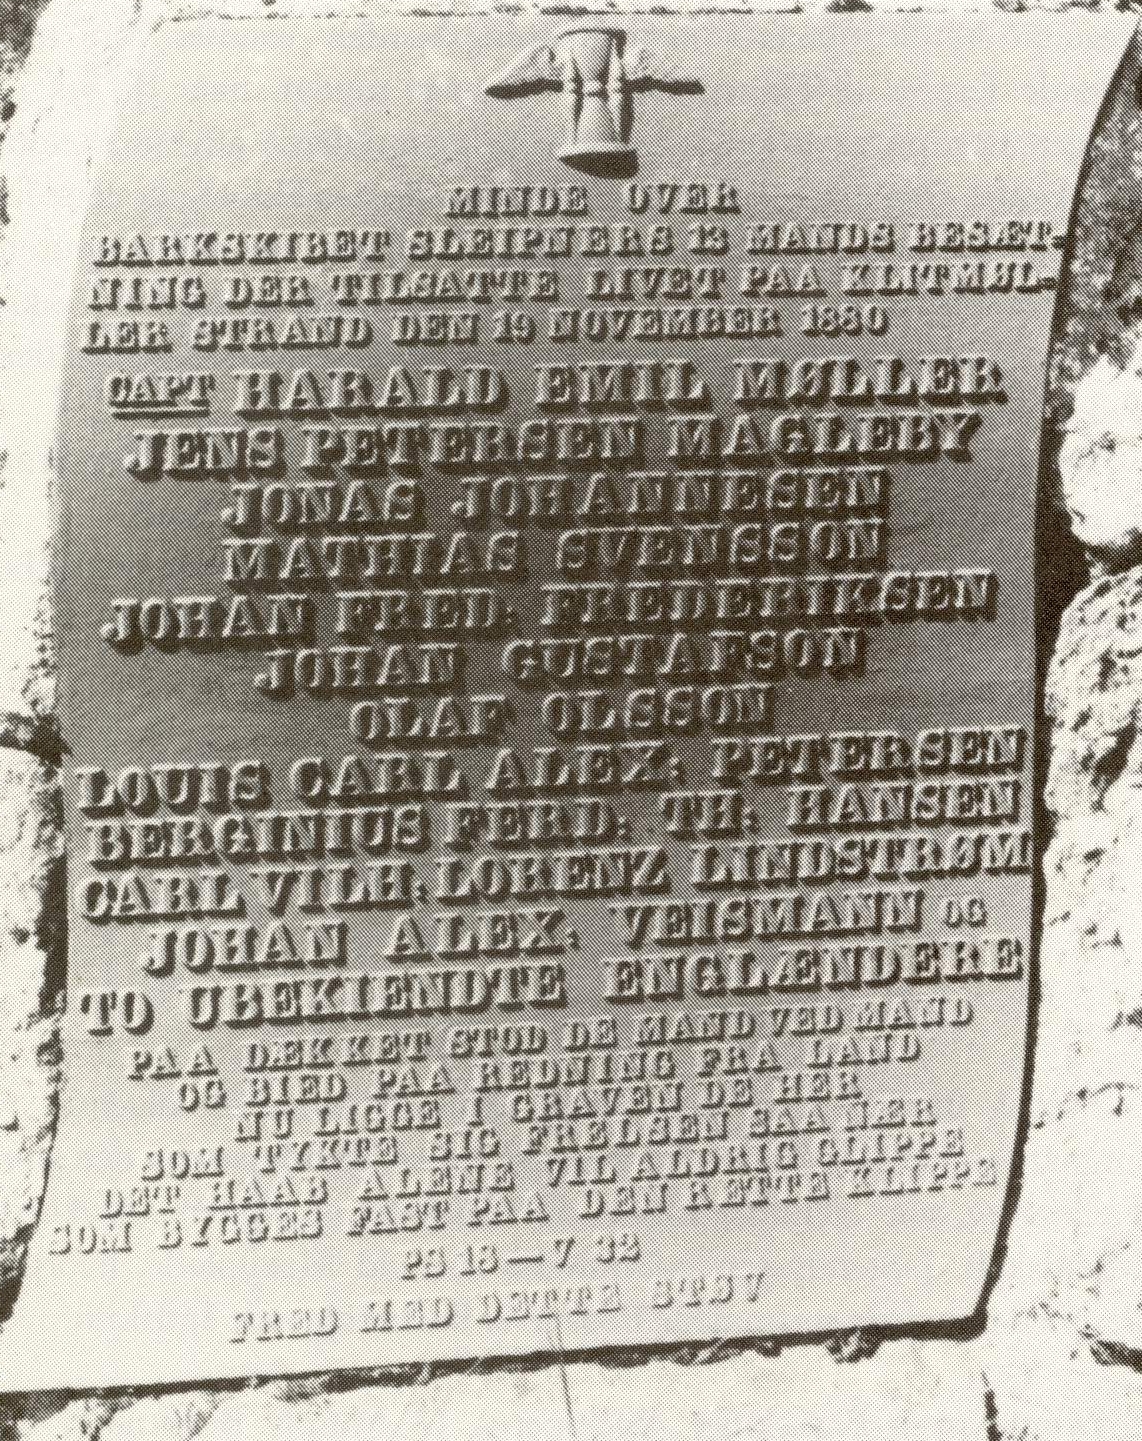 MINDE OVER
BARKSKIBET SLEIPNERS 13 MANDS BESÆT-
NING DER TILSATTE LIVET PAA KLITMØL-
LER STRAND DEN 19 NOVEMBER 1880
CAPT HARALD EMIL MØLLER
JENS PETERSEN MAGLEBY
JONAS JOHANNESEN
MATHIAS SVENSSON
JOHAN FRED: FREDERIKSEN
JOHAN GUSTAFSON
OLAF OLSSON
LOUIS CARL ALEX: PETERSEN
BERGINIUS FERD: TH: HANSEN
CARL VILH: LORENZ LINDSTRØM
JOHAN ALEX: VEISMANN OG
TO UBEKIENDTE ENGLÆNDERE
PAA DÆKKET STOD DE MAND VED MAND
OG BIED PAA REDNING FRA LAND
NU LIGGE I GRAVEN DE HER
SOM TYKTE SIG FRELSEN SAA NÆR
DET HAAB ALENE VIL ALDRIG GLIPPE
SOM BYGGES FAST PAA DEN RETTE KLIPPE
PS 18 — V 32
FRED MED DETTE STØV